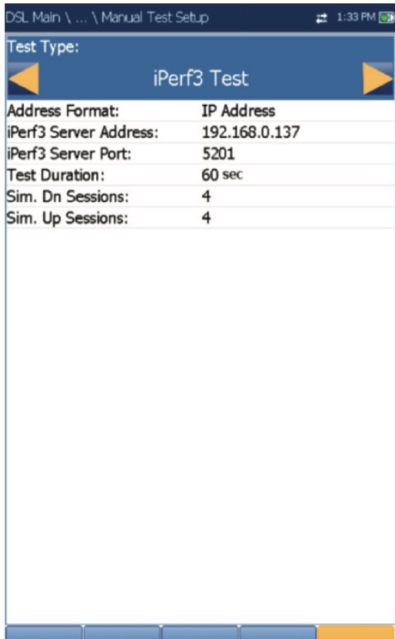 DSL Main \ ... \ Manual Test Setup 1:33 PM
Test Type:
iPerf3 Test
Address Format: IP Address
iPerf3 Server Address: 192.168.0.137
iPerf3 Server Port: 5201
Test Duration: 60 sec
Sim. Dn Sessions: 4
Sim. Up Sessions: 4